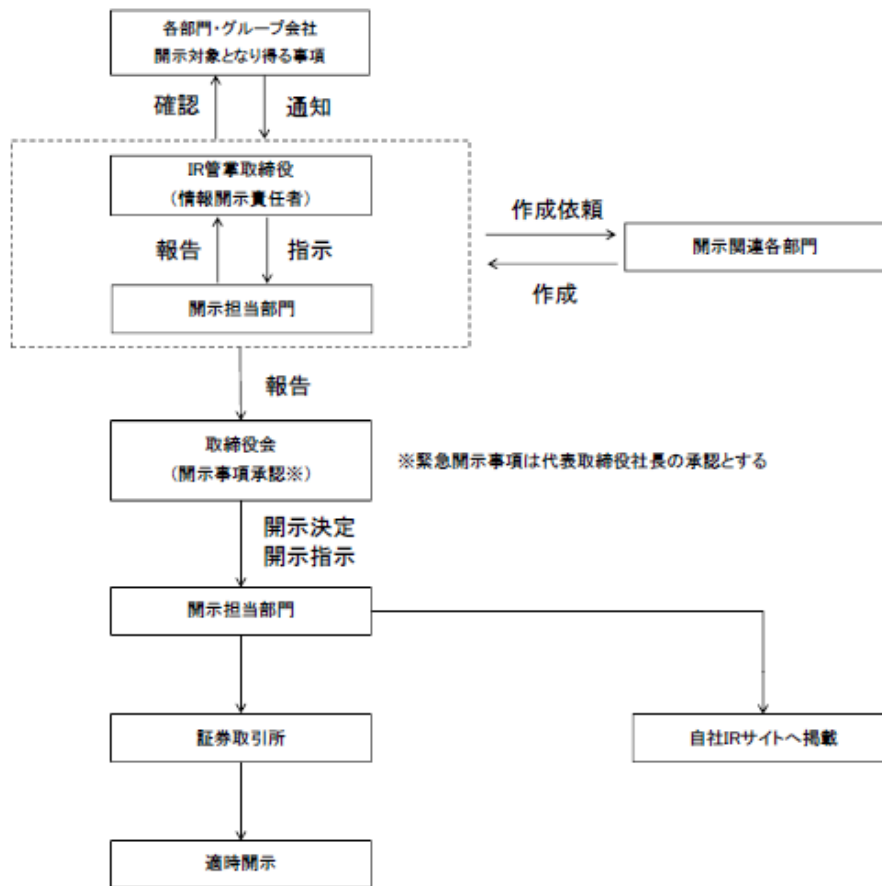 各部門・グループ会社
開示対象となり得る事項
確認
通知
IR管掌取締役
（情報開示責任者）
報告
指示
開示担当部門
作成依頼
開示関連各部門
作成
報告
取締役会
（開示事項承認※）
※緊急開示事項は代表取締役社長の承認とする
開示決定
開示指示
開示担当部門
証券取引所
自社IRサイトへ掲載
適時開示